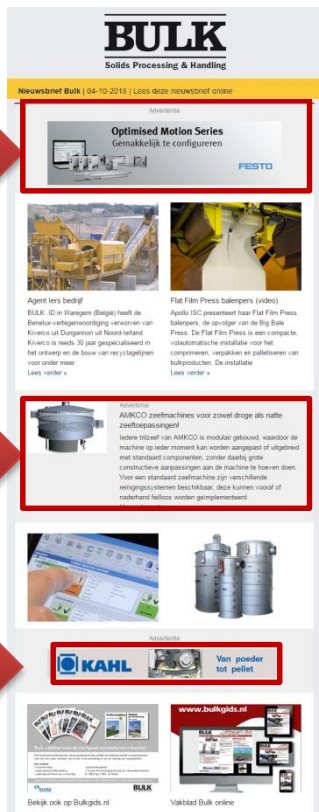 BULK
Solids Processing & Handling
Nieuwsbrief Bulk | 04-10-2018 | Lees deze nieuwsbrief online
Advertentie
Optimised Motion Series
Gemakkelijk te configureren
FESTO
Agent Iers bedrijf
BULK .ID in Waregem (België) heeft de
Benelux-vertegenwoordiging verworven van
Kiverco uit Dungannon uit Noord-Ierland.
Kiverco is reeds 30 jaar gespecialiseerd in
het ontwerp en de bouw van recyclagelijnen
voor onder meer
Lees verder »
Flat Film Press balenpers (video)
Apollo ISC presenteert haar Flat Film Press
balenpers, de opvolger van de Big Bale
Press. De Flat Film Press is een compacte,
volautomatische installatie voor het
comprimeren, verpakken en palletiseren van
bulkproducten. De installatie
Lees verder »
Advertorial
AMKCO zeefmachines voor zowel droge als natte
zeeftoepassingen!
Iedere trilzeef van AMKCO is modulair gebouwd, waardoor de
machine op ieder moment kan worden aangepast of uitgebreid
met standaard componenten, zonder daarbij grote
constructieve aanpassingen aan de machine te hoeven doen.
Voor een standaard zeefmachine zijn verschillende
reinigingssystemen beschikbaar, deze kunnen vooraf of
naderhand feilloos worden geïmplementeerd.
Advertentie
KAHL
Van poeder
tot pellet
www.bulkgids.nl
BULK
Bekijk ook op Bulkgids.nl
Vakblad Bulk online